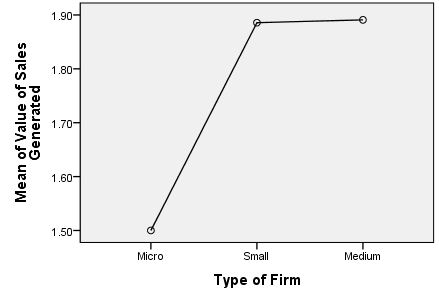 1.90
1.80
1.70
1.60
1.50
Mean of Value of Sales
Generated
Micro
Small
Medium
Type of Firm